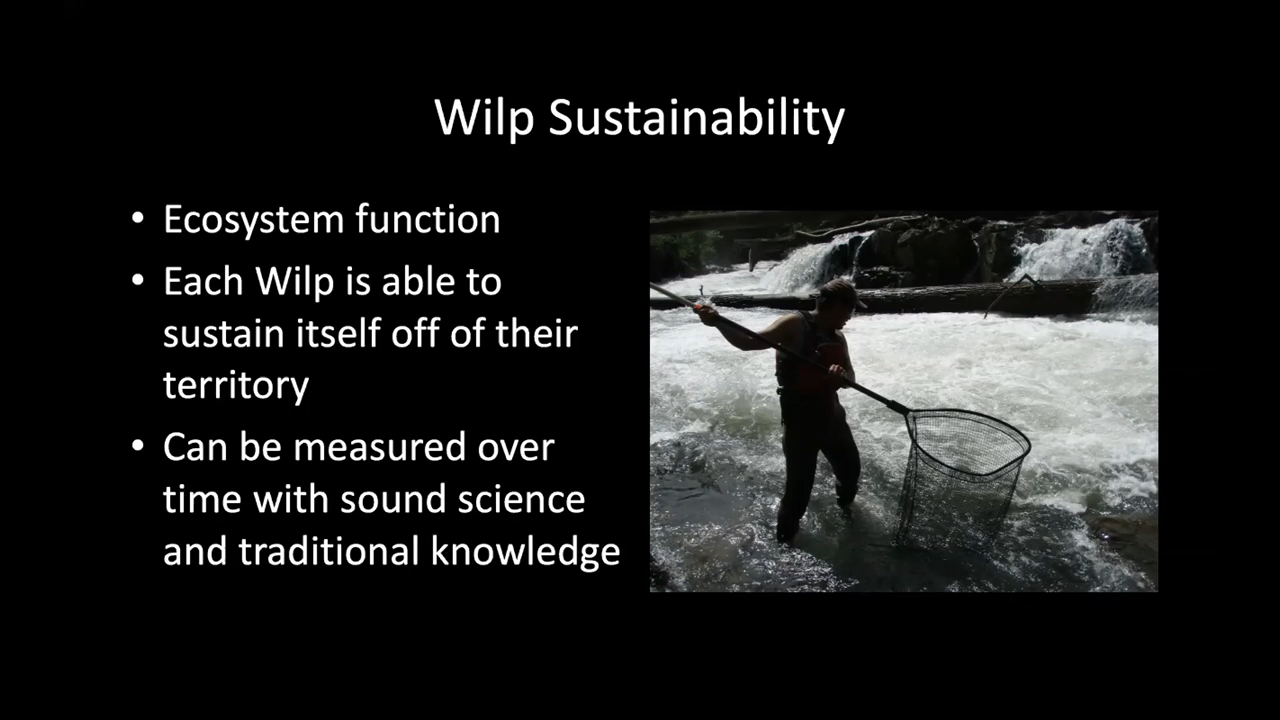 Wilp Sustainability
• Ecosystem function
• Each Wilp is able to
sustain itself off of their
territory
• Can be measured over
time with sound science
and traditional knowledge